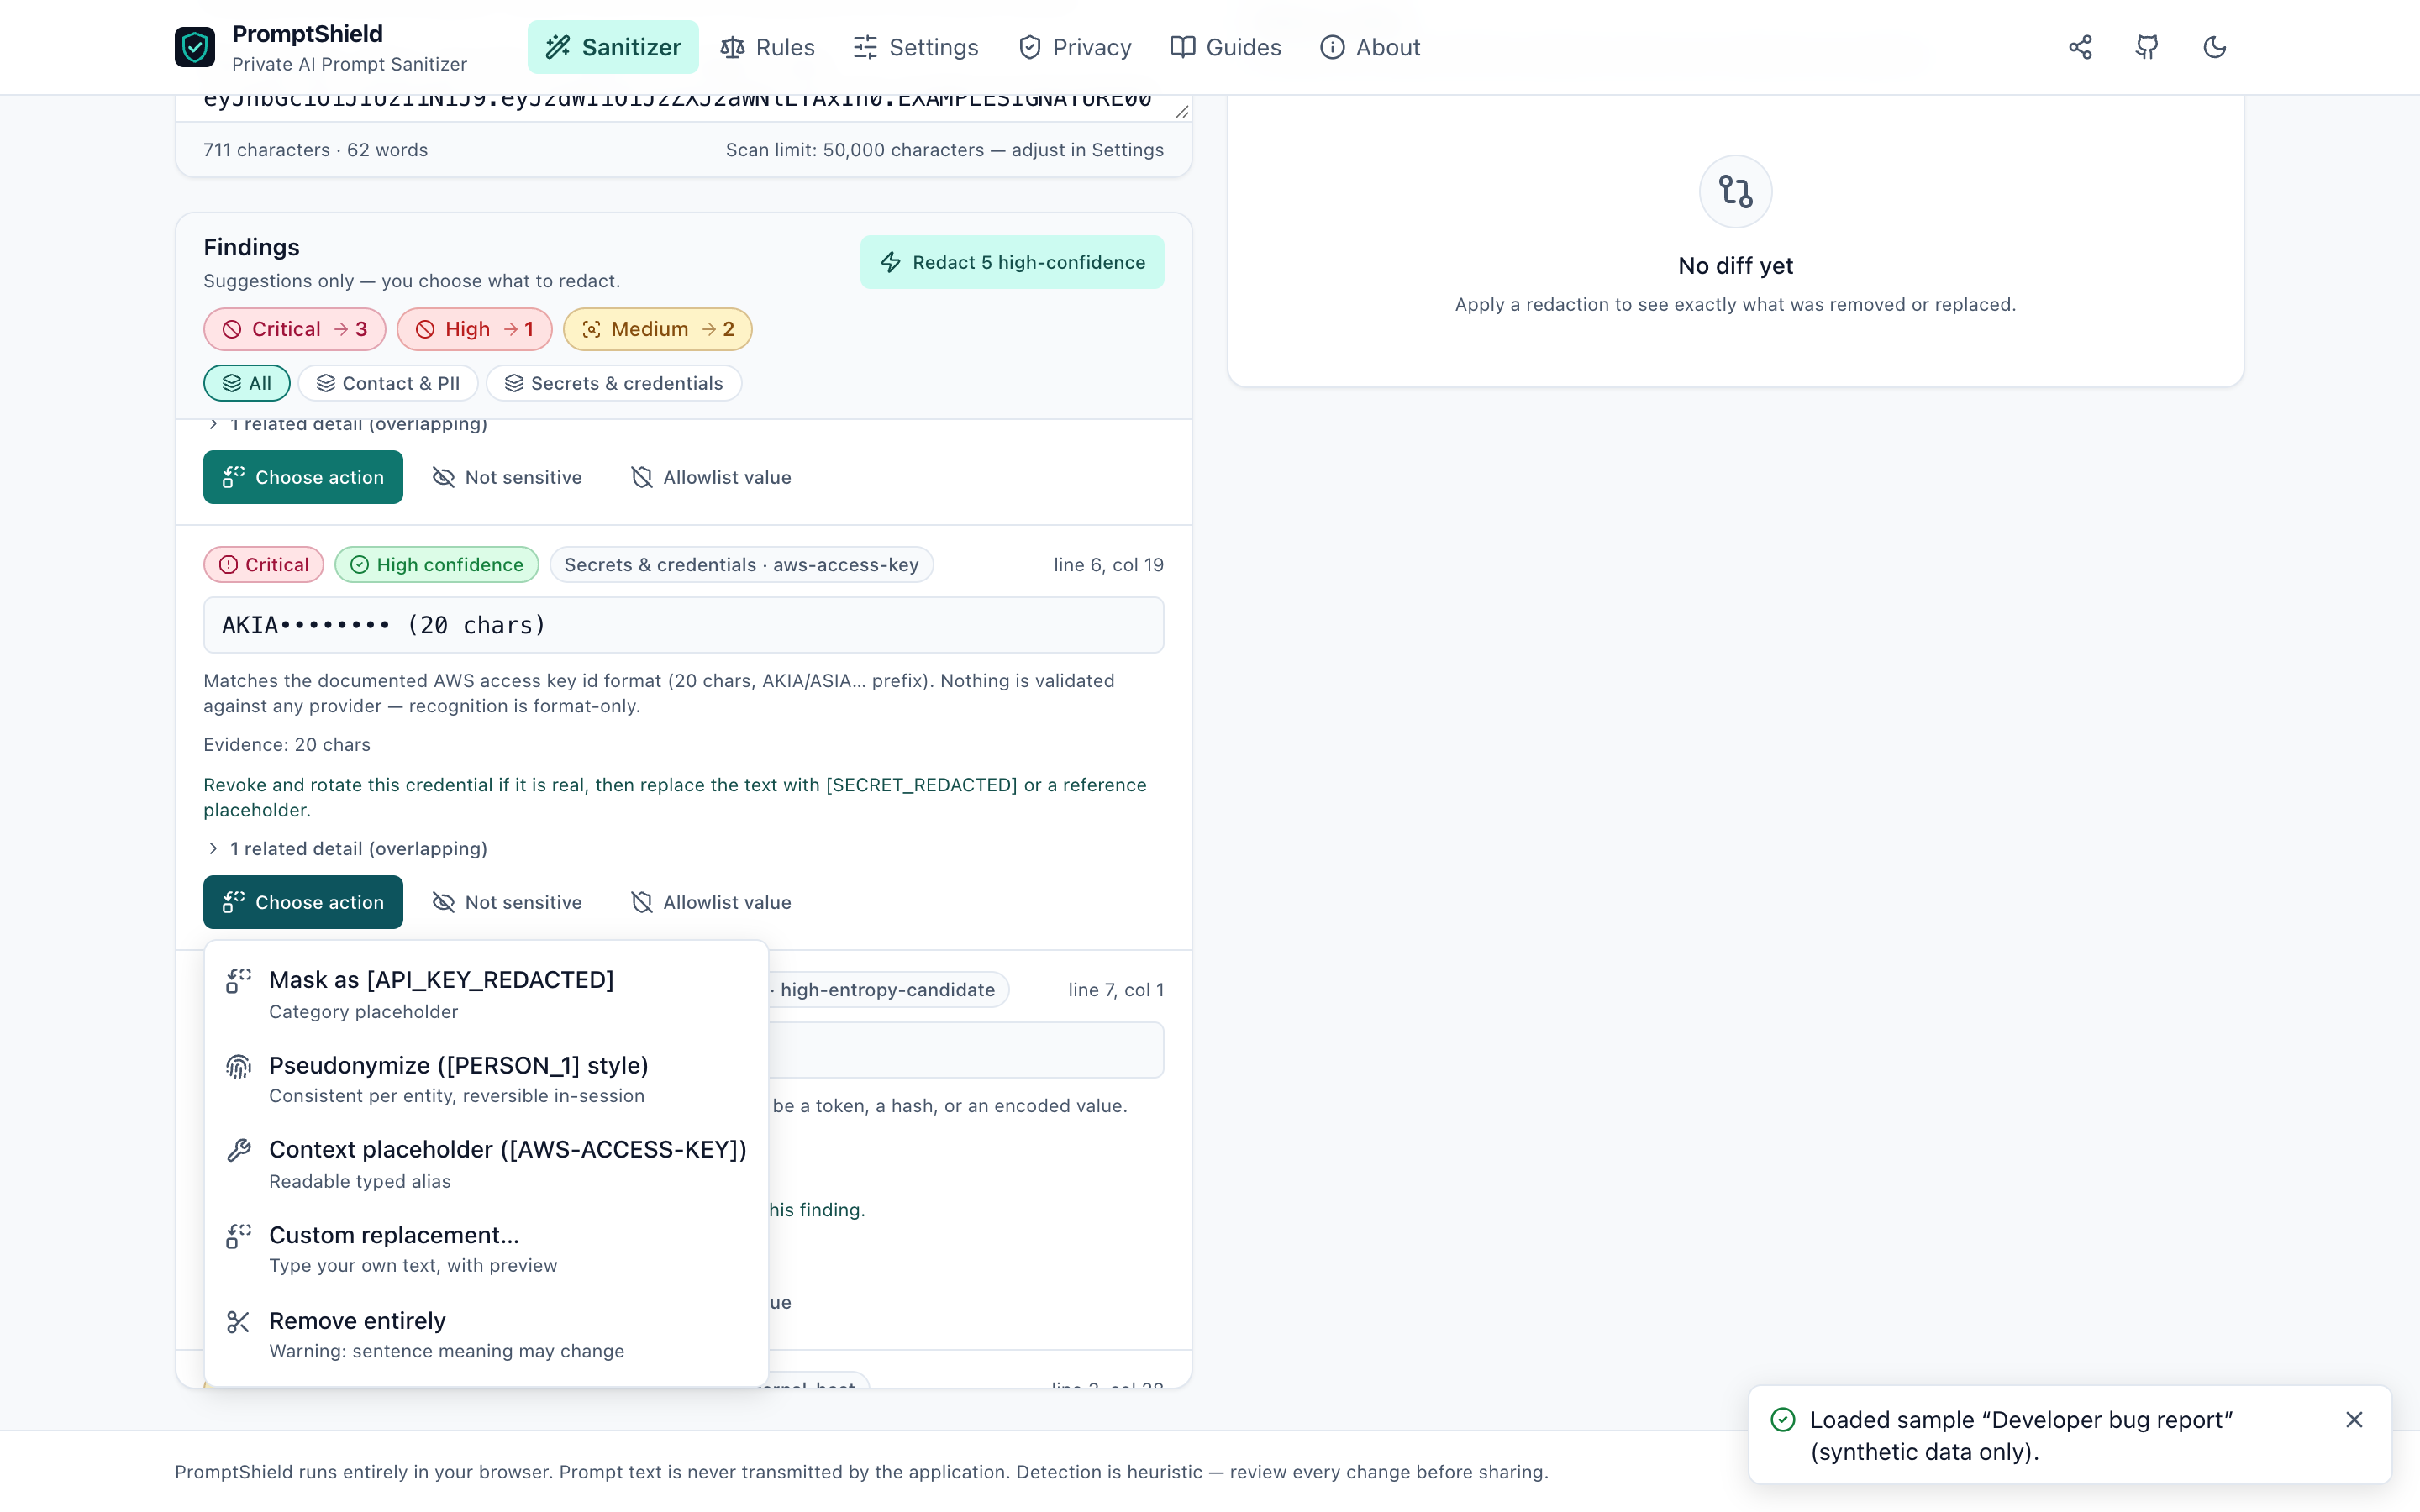 PromptShield
Private AI Prompt Sanitizer
Sanitizer
Rules
Settings
Privacy
Guides
About
711 characters · 62 words
Scan limit: 50,000 characters — adjust in Settings
Findings
Suggestions only — you choose what to redact.
Redact 5 high-confidence
Critical → 3
High → 1
Medium → 2
All
Contact & PII
Secrets & credentials
1 related detail (overlapping)
Choose action
Not sensitive
Allowlist value
Critical
High confidence
Secrets & credentials · aws-access-key
line 6, col 19
AKIA•••••••• (20 chars)
Matches the documented AWS access key id format (20 chars, AKIA/ASIA… prefix). Nothing is validated
against any provider — recognition is format-only.
Evidence: 20 chars
Revoke and rotate this credential if it is real, then replace the text with [SECRET_REDACTED] or a reference
placeholder.
1 related detail (overlapping)
Choose action
Not sensitive
Allowlist value
Mask as [API_KEY_REDACTED]
Category placeholder
Pseudonymize ([PERSON_1] style)
Consistent per entity, reversible in-session
Context placeholder ([AWS-ACCESS-KEY])
Readable typed alias
Custom replacement…
Type your own text, with preview
Remove entirely
Warning: sentence meaning may change
· high-entropy-candidate
line 7, col 1
be a token, a hash, or an encoded value.
his finding.
ue
No diff yet
Apply a redaction to see exactly what was removed or replaced.
Loaded sample “Developer bug report”
(synthetic data only).
PromptShield runs entirely in your browser. Prompt text is never transmitted by the application. Detection is heuristic — review every change before sharing.